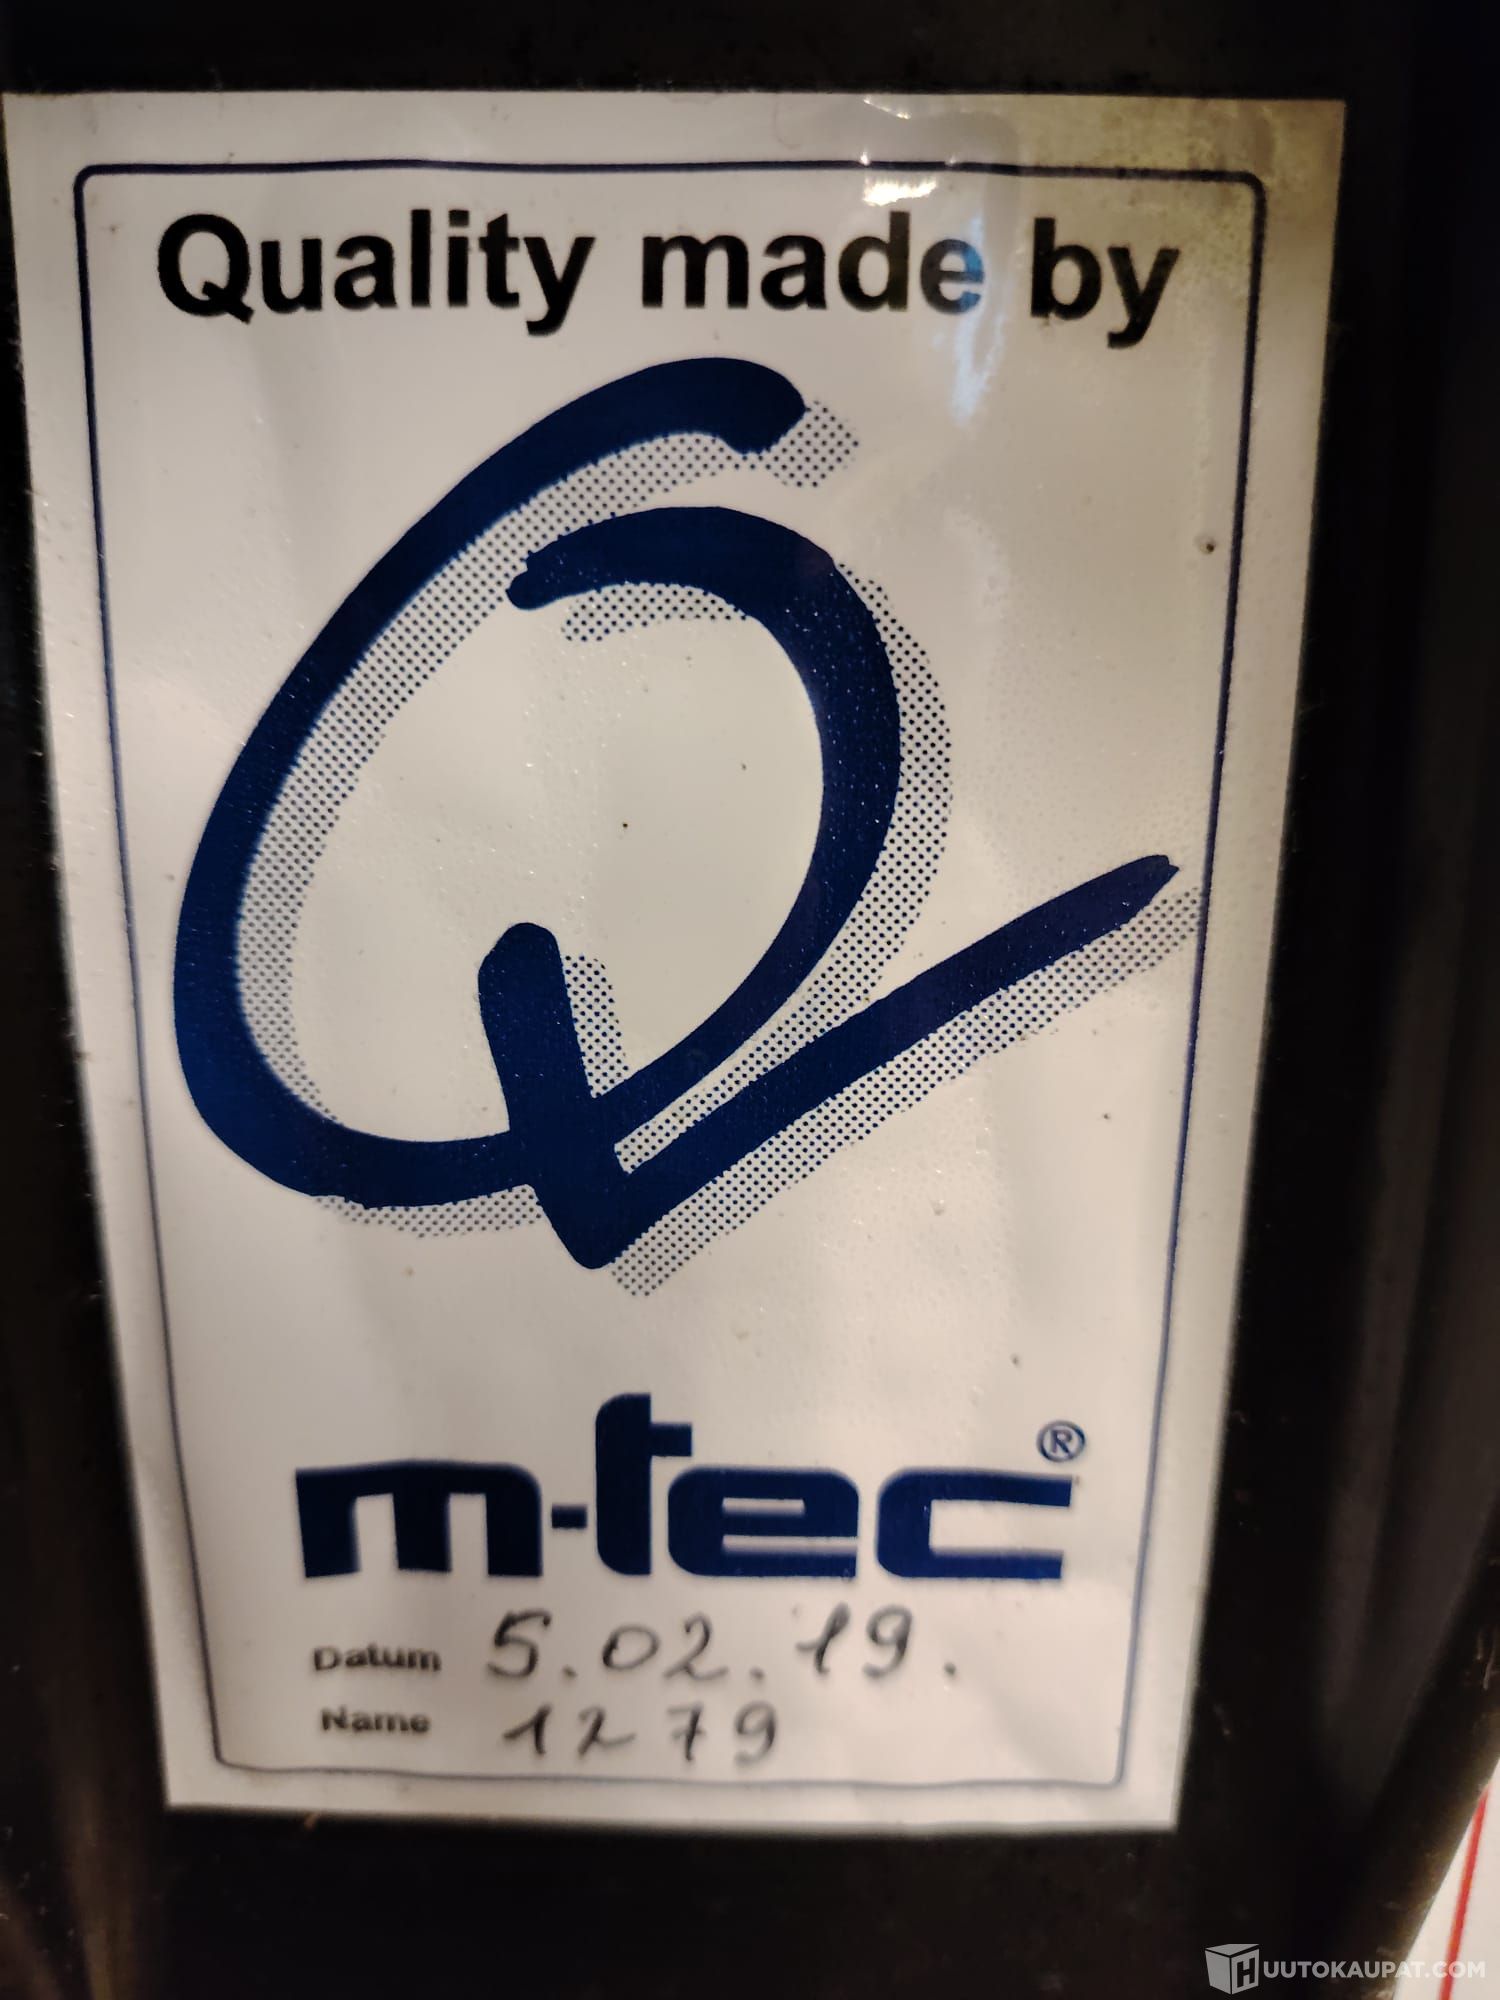 Quality made by
m-tec®
Datum 5.02.19.
Name 1279
HUUTOKAUPAT.COM